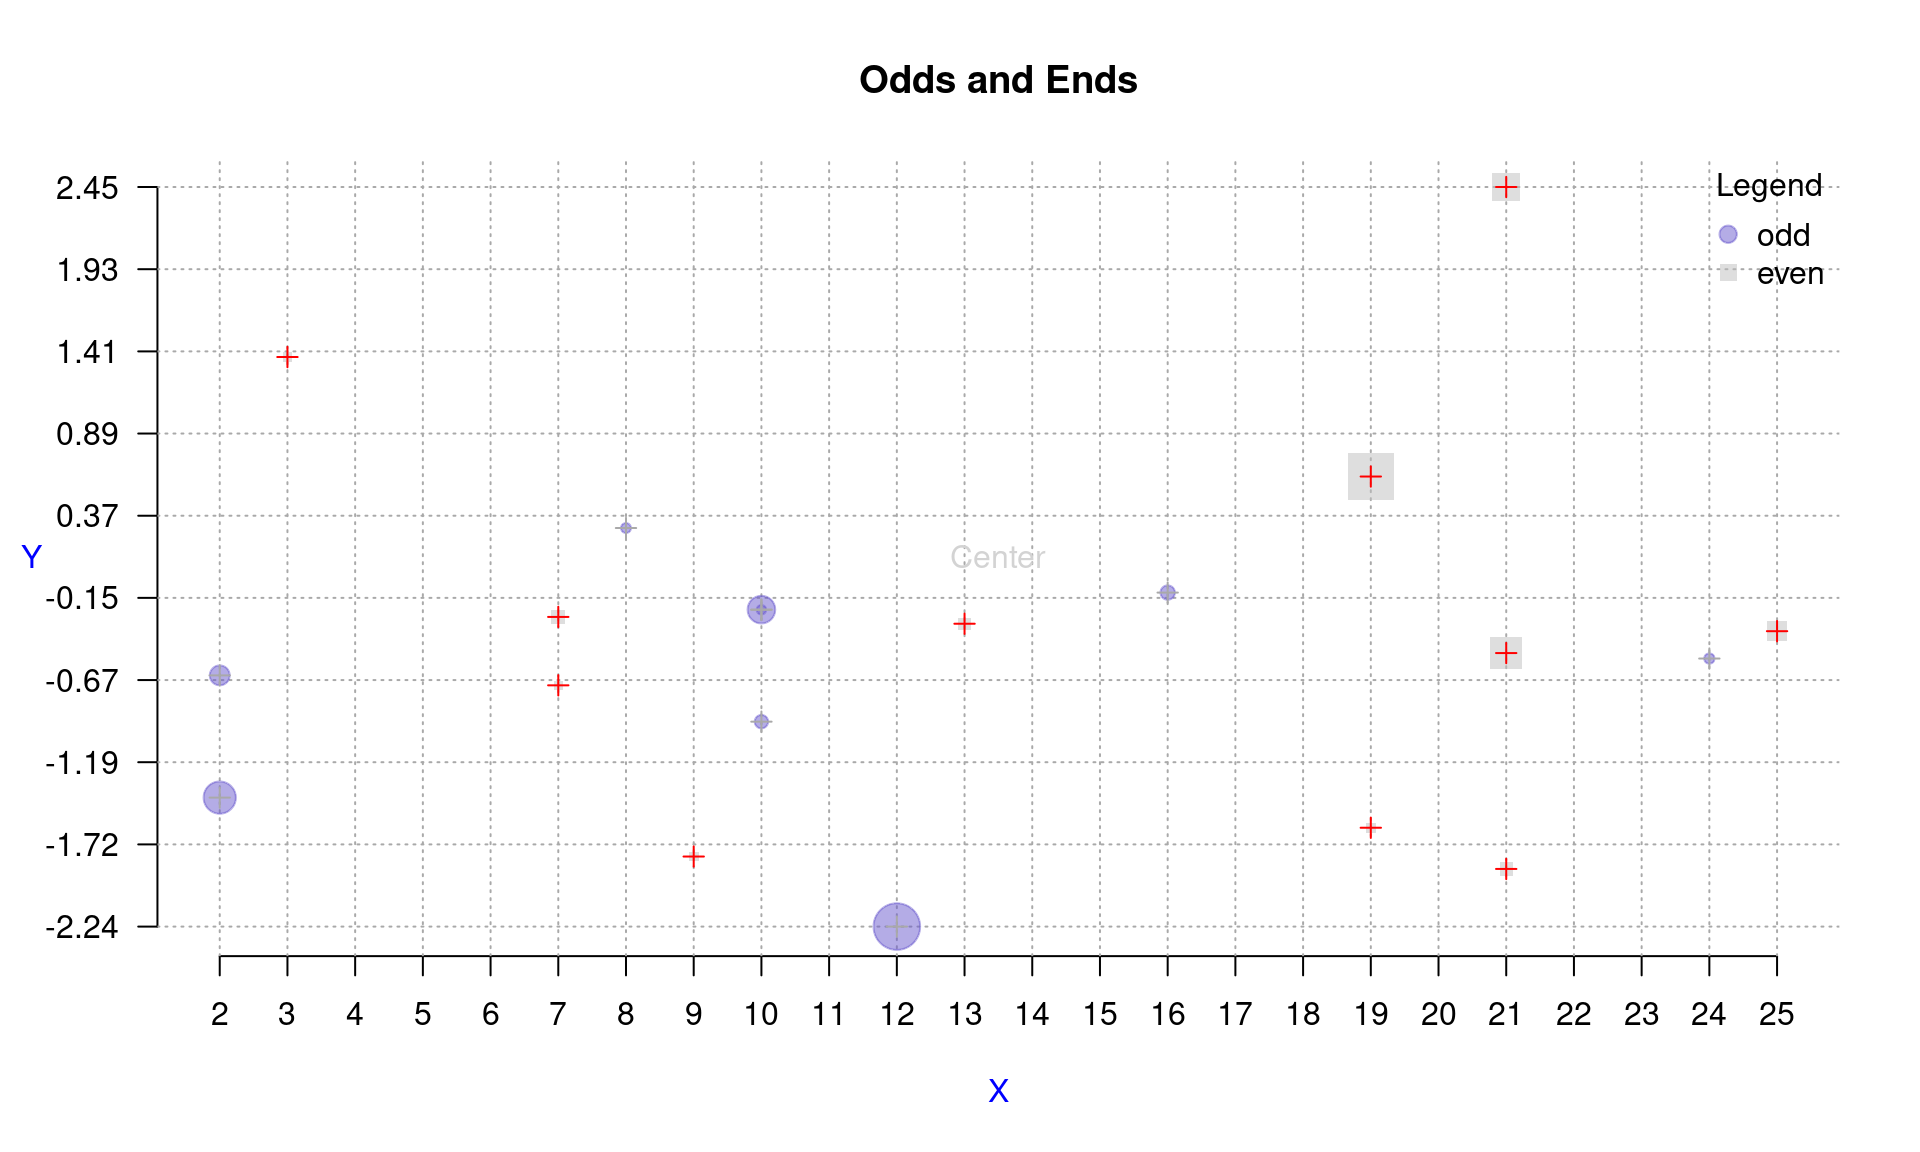 Odds and Ends
Legend
odd
even
2.45
1.93
1.41
0.89
0.37
-0.15
-0.67
-1.19
-1.72
-2.24
Y
Center
2 3 4 5 6 7 8 9 10 11 12 13 14 15 16 17 18 19 20 21 22 23 24 25
X